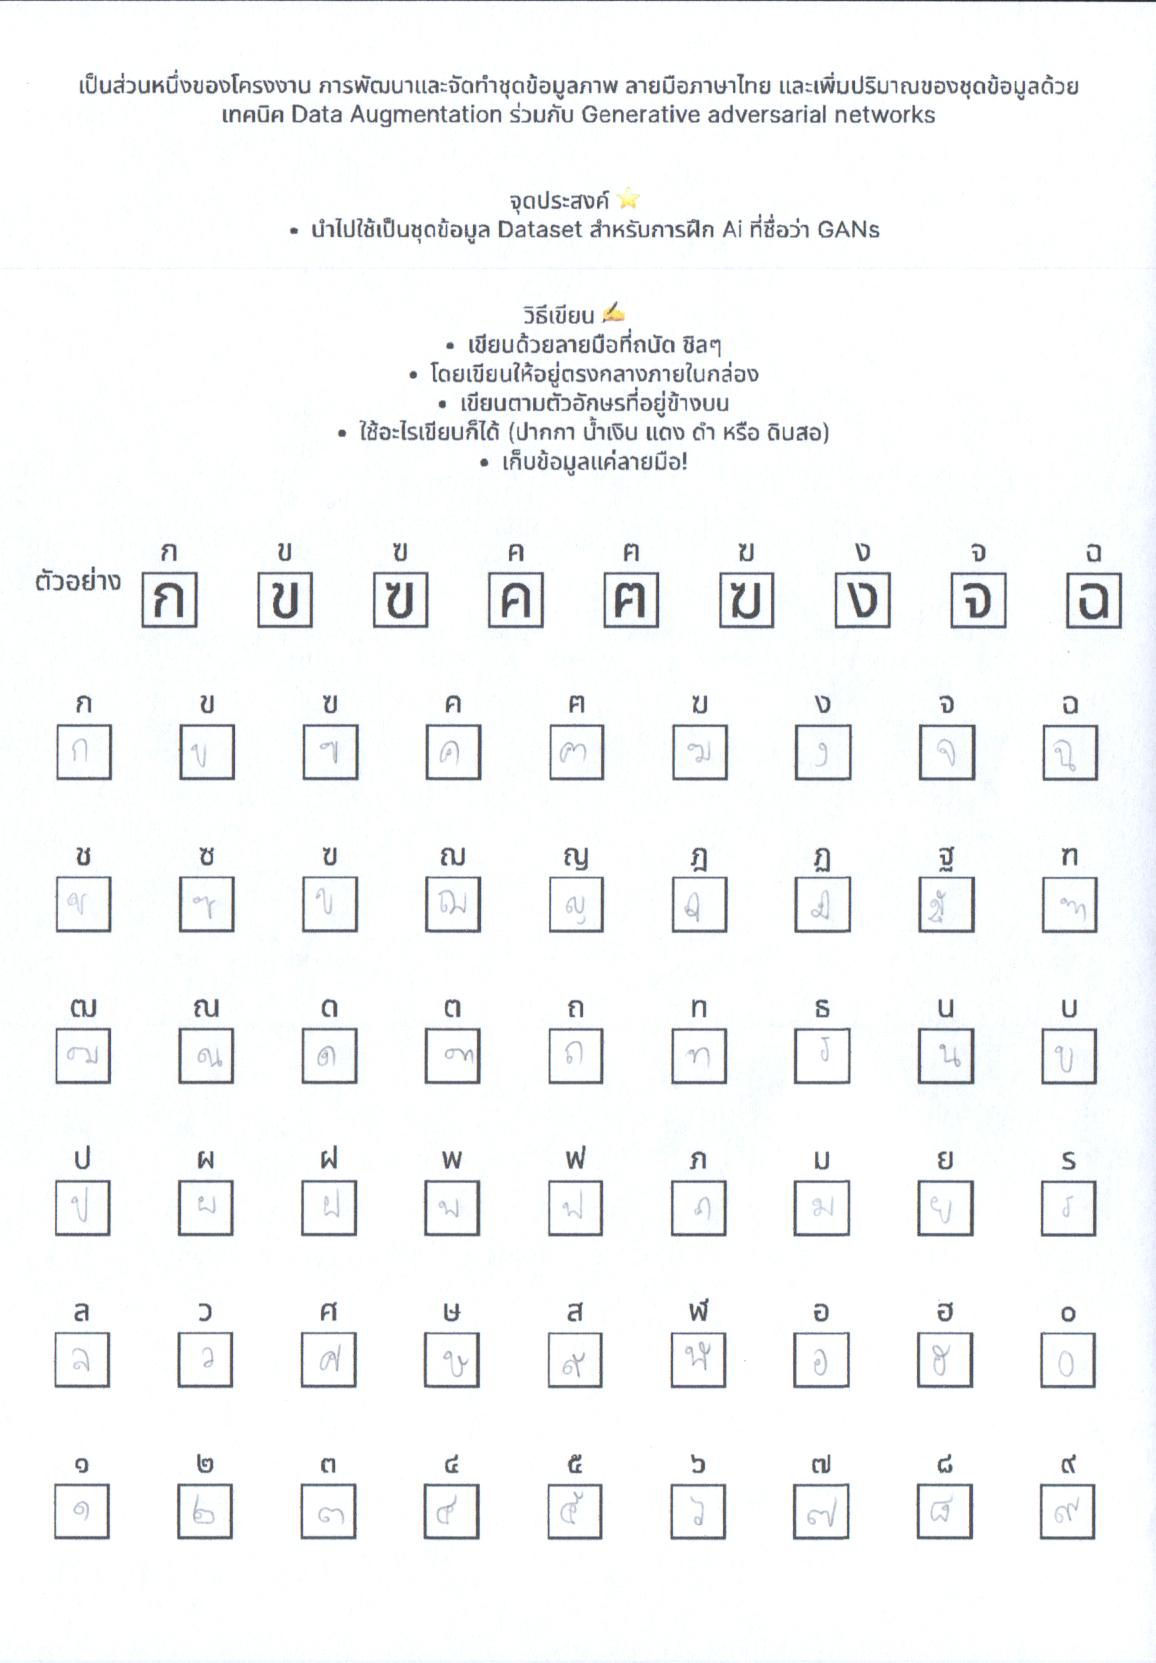 เป็นส่วนหนึ่งของโครงงาน การพัฒนาและจัดทำชุดข้อมูลภาพ ลายมือภาษาไทย และเพิ่มปริมาณของชุดข้อมูลด้วย
เทคนิค Data Augmentation ร่วมกับ Generative adversarial networks
จุดประสงค์ ⭐
• นำไปใช้เป็นชุดข้อมูล Dataset สำหรับการฝึก Ai ที่ชื่อว่า GANs
วิธีเขียน ✍
• เขียนด้วยลายมือที่ถนัด ชิลๆ
• โดยเขียนให้อยู่ตรงกลางภายในกล่อง
• เขียนตามตัวอักษรที่อยู่ข้างบน
• ใช้อะไรเขียนก็ได้ (ปากกา น้ำเงิน แดง ดำ หรือ ดินสอ)
• เก็บข้อมูลแค่ลายมือ!
ก ข ฃ ค ฅ ฆ ง จ ฉ
ตัวอย่าง ก ข ฃ ค ฅ ฆ ง จ ฉ
ก ข ฃ ค ฅ ฆ ง จ ฉ
ก ข ฃ ค ฅ ฆ ง จ ฉ
ช ซ ฃ ฌ ญ ฎ ฏ ฐ ฑ
ช ซ ฃ ฌ ญ ฎ ฏ ฐ ฑ
ฒ ณ ด ต ถ ท ธ น บ
ฒ ณ ด ต ถ ท ธ น บ
ป ผ ฝ พ ฟ ภ ม ย ร
ป ผ ฝ พ ฟ ภ ม ย ร
ล ว ศ ษ ส ฬ อ ฮ ๐
ล ว ศ ษ ส ฬ อ ฮ ๐
๑ ๒ ๓ ๔ ๕ ๖ ๗ ๘ ๙
๑ ๒ ๓ ๔ ๕ ๖ ๗ ๘ ๙